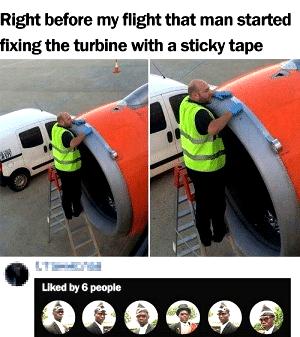 Right before my flight that man started
fixing the turbine with a sticky tape
Liked by 6 people